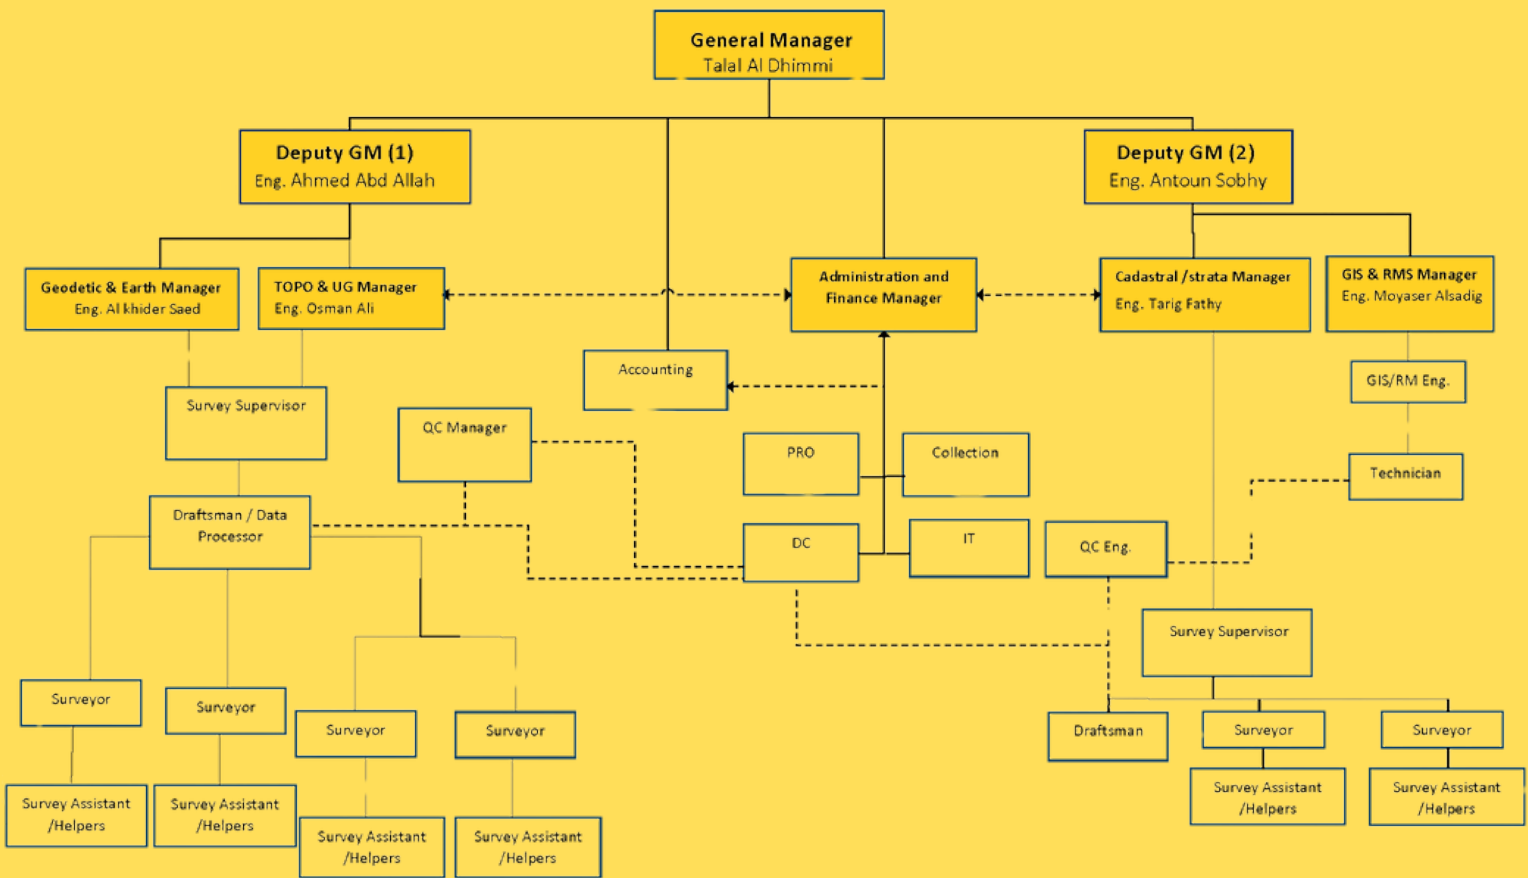 General Manager
Talal Al Dhimmi
Deputy GM (1)
Eng. Ahmed Abd Allah
Deputy GM (2)
Eng. Antoun Sobhy
Geodetic & Earth Manager
Eng. Al khider Saed
TOPO & UG Manager
Eng. Osman Ali
Administration and
Finance Manager
Cadastral /strata Manager
Eng. Tarig Fathy
GIS & RMS Manager
Eng. Moyaser Alsadig
Accounting
GIS/RM Eng.
Survey Supervisor
QC Manager
PRO
Collection
Technician
Draftsman / Data
Processor
DC
IT
QC Eng.
Survey Supervisor
Surveyor
Surveyor
Surveyor
Surveyor
Draftsman
Surveyor
Surveyor
Survey Assistant
/Helpers
Survey Assistant
/Helpers
Survey Assistant
/Helpers
Survey Assistant
/Helpers
Survey Assistant
/Helpers
Survey Assistant
/Helpers